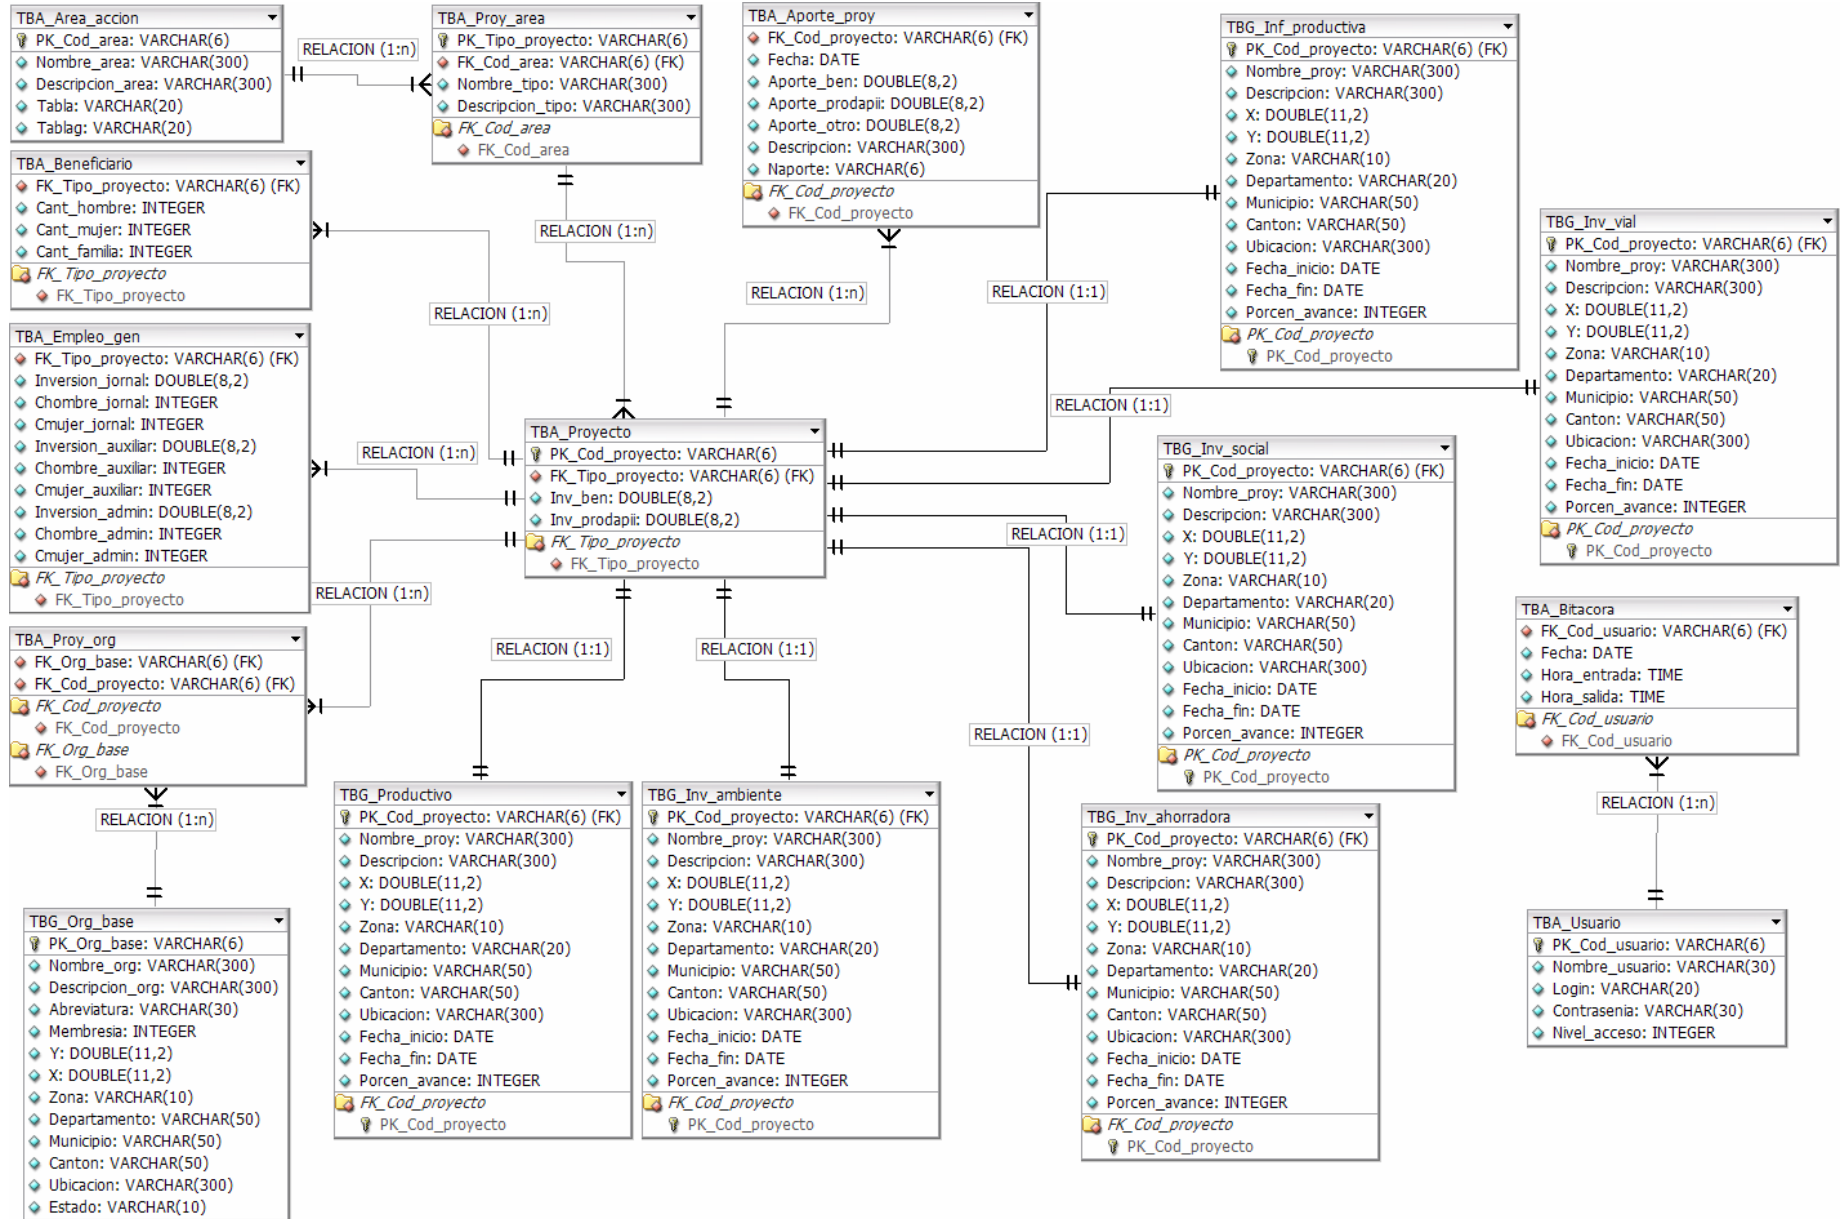 TBA_Area_accion
PK_Cod_area: VARCHAR(6)
Nombre_area: VARCHAR(300)
Descripcion_area: VARCHAR(300)
Tabla: VARCHAR(20)
Tablag: VARCHAR(20)
RELACION (1:n)
TBA_Proy_area
PK_Tipo_proyecto: VARCHAR(6)
FK_Cod_area: VARCHAR(6) (FK)
Nombre_tipo: VARCHAR(300)
Descripcion_tipo: VARCHAR(300)
FK_Cod_area
FK_Cod_area
TBA_Aporte_proy
FK_Cod_proyecto: VARCHAR(6) (FK)
Fecha: DATE
Aporte_ben: DOUBLE(8,2)
Aporte_prodapii: DOUBLE(8,2)
Aporte_otro: DOUBLE(8,2)
Descripcion: VARCHAR(300)
Naporte: VARCHAR(6)
FK_Cod_proyecto
FK_Cod_proyecto
TBG_Inf_productiva
PK_Cod_proyecto: VARCHAR(6) (FK)
Nombre_proy: VARCHAR(300)
Descripcion: VARCHAR(300)
X: DOUBLE(11,2)
Y: DOUBLE(11,2)
Zona: VARCHAR(10)
Departamento: VARCHAR(20)
Municipio: VARCHAR(50)
Canton: VARCHAR(50)
Ubicacion: VARCHAR(300)
Fecha_inicio: DATE
Fecha_fin: DATE
Porcen_avance: INTEGER
PK_Cod_proyecto
PK_Cod_proyecto
TBA_Beneficiario
FK_Tipo_proyecto: VARCHAR(6) (FK)
Cant_hombre: INTEGER
Cant_mujer: INTEGER
Cant_familia: INTEGER
FK_Tipo_proyecto
FK_Tipo_proyecto
RELACION (1:n)
RELACION (1:n)
RELACION (1:n)
RELACION (1:1)
TBG_Inv_vial
PK_Cod_proyecto: VARCHAR(6) (FK)
Nombre_proy: VARCHAR(300)
Descripcion: VARCHAR(300)
X: DOUBLE(11,2)
Y: DOUBLE(11,2)
Zona: VARCHAR(10)
Departamento: VARCHAR(20)
Municipio: VARCHAR(50)
Canton: VARCHAR(50)
Ubicacion: VARCHAR(300)
Fecha_inicio: DATE
Fecha_fin: DATE
Porcen_avance: INTEGER
PK_Cod_proyecto
PK_Cod_proyecto
TBA_Empleo_gen
FK_Tipo_proyecto: VARCHAR(6) (FK)
Inversion_jornal: DOUBLE(8,2)
Chombre_jornal: INTEGER
Cmujer_jornal: INTEGER
Inversion_auxiliar: DOUBLE(8,2)
Chombre_auxiliar: INTEGER
Cmujer_auxiliar: INTEGER
Inversion_admin: DOUBLE(8,2)
Chombre_admin: INTEGER
Cmujer_admin: INTEGER
FK_Tipo_proyecto
FK_Tipo_proyecto
RELACION (1:n)
RELACION (1:1)
TBA_Proyecto
PK_Cod_proyecto: VARCHAR(6)
FK_Tipo_proyecto: VARCHAR(6) (FK)
Inv_ben: DOUBLE(8,2)
Inv_prodapii: DOUBLE(8,2)
FK_Tipo_proyecto
FK_Tipo_proyecto
RELACION (1:1)
TBG_Inv_social
PK_Cod_proyecto: VARCHAR(6) (FK)
Nombre_proy: VARCHAR(300)
Descripcion: VARCHAR(300)
X: DOUBLE(11,2)
Y: DOUBLE(11,2)
Zona: VARCHAR(10)
Departamento: VARCHAR(20)
Municipio: VARCHAR(50)
Canton: VARCHAR(50)
Ubicacion: VARCHAR(300)
Fecha_inicio: DATE
Fecha_fin: DATE
Porcen_avance: INTEGER
PK_Cod_proyecto
PK_Cod_proyecto
RELACION (1:n)
RELACION (1:1)
RELACION (1:1)
RELACION (1:1)
TBA_Bitacora
FK_Cod_usuario: VARCHAR(6) (FK)
Fecha: DATE
Hora_entrada: TIME
Hora_salida: TIME
FK_Cod_usuario
FK_Cod_usuario
TBA_Proy_org
FK_Org_base: VARCHAR(6) (FK)
FK_Cod_proyecto: VARCHAR(6) (FK)
FK_Cod_proyecto
FK_Cod_proyecto
FK_Org_base
FK_Org_base
RELACION (1:n)
RELACION (1:n)
TBG_Productivo
PK_Cod_proyecto: VARCHAR(6) (FK)
Nombre_proy: VARCHAR(300)
Descripcion: VARCHAR(300)
X: DOUBLE(11,2)
Y: DOUBLE(11,2)
Zona: VARCHAR(10)
Departamento: VARCHAR(20)
Municipio: VARCHAR(50)
Canton: VARCHAR(50)
Ubicacion: VARCHAR(300)
Fecha_inicio: DATE
Fecha_fin: DATE
Porcen_avance: INTEGER
FK_Cod_proyecto
PK_Cod_proyecto
TBG_Inv_ambiente
PK_Cod_proyecto: VARCHAR(6) (FK)
Nombre_proy: VARCHAR(300)
Descripcion: VARCHAR(300)
X: DOUBLE(11,2)
Y: DOUBLE(11,2)
Zona: VARCHAR(10)
Departamento: VARCHAR(20)
Municipio: VARCHAR(50)
Canton: VARCHAR(50)
Ubicacion: VARCHAR(300)
Fecha_inicio: DATE
Fecha_fin: DATE
Porcen_avance: INTEGER
FK_Cod_proyecto
PK_Cod_proyecto
TBG_Inv_ahorradora
PK_Cod_proyecto: VARCHAR(6) (FK)
Nombre_proy: VARCHAR(300)
Descripcion: VARCHAR(300)
X: DOUBLE(11,2)
Y: DOUBLE(11,2)
Zona: VARCHAR(10)
Departamento: VARCHAR(20)
Municipio: VARCHAR(50)
Canton: VARCHAR(50)
Ubicacion: VARCHAR(300)
Fecha_inicio: DATE
Fecha_fin: DATE
Porcen_avance: INTEGER
FK_Cod_proyecto
PK_Cod_proyecto
TBG_Org_base
PK_Org_base: VARCHAR(6)
Nombre_org: VARCHAR(300)
Descripcion_org: VARCHAR(300)
Abreviatura: VARCHAR(30)
Membresia: INTEGER
Y: DOUBLE(11,2)
X: DOUBLE(11,2)
Zona: VARCHAR(10)
Departamento: VARCHAR(50)
Municipio: VARCHAR(50)
Canton: VARCHAR(50)
Ubicacion: VARCHAR(300)
Estado: VARCHAR(10)
TBA_Usuario
PK_Cod_usuario: VARCHAR(6)
Nombre_usuario: VARCHAR(30)
Login: VARCHAR(20)
Contrasenia: VARCHAR(30)
Nivel_acceso: INTEGER